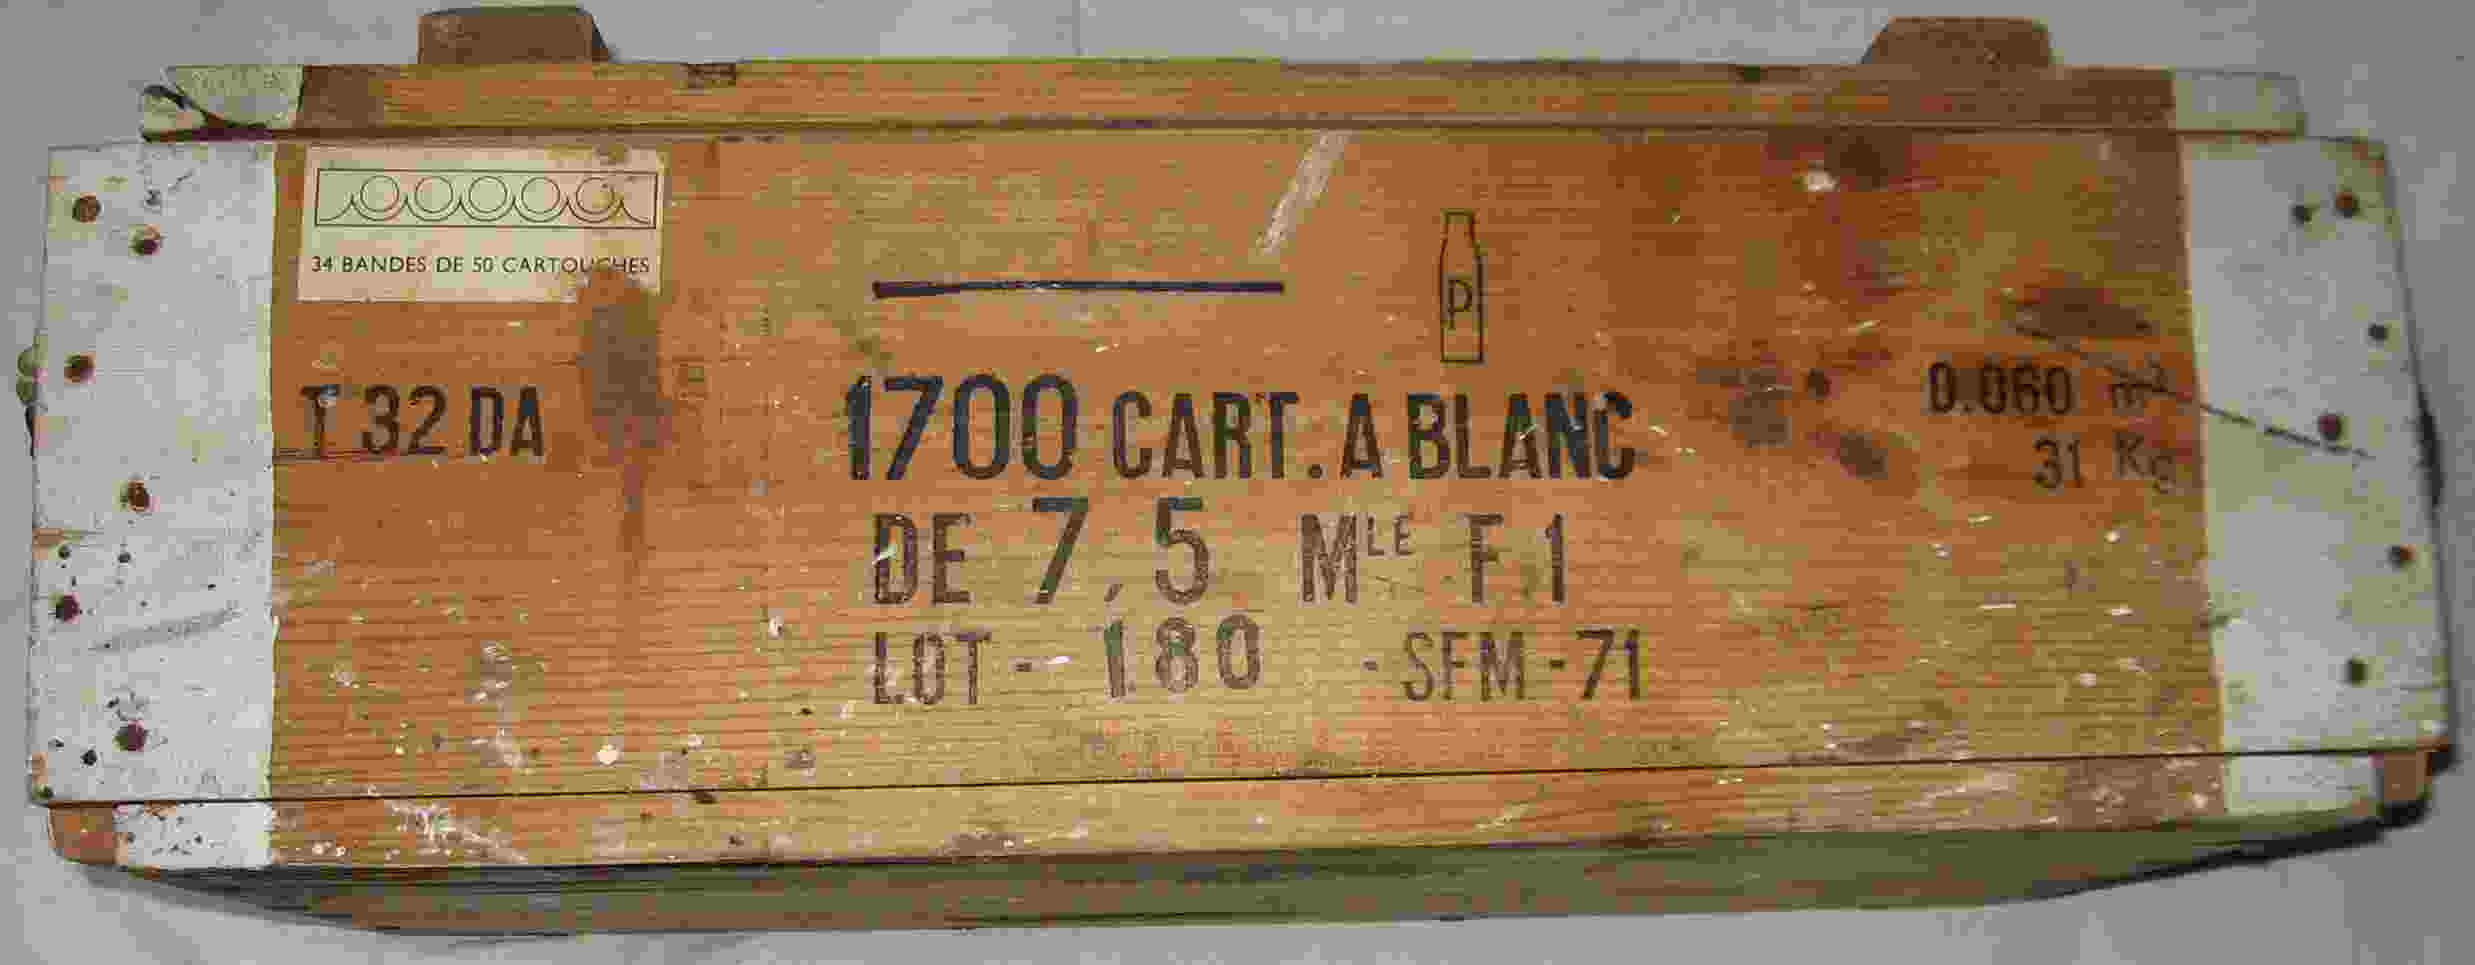 34 BANDES DE 50 CARTOUCHES
P
T 32 DA
1700 CART. A BLANC
DE 7,5 MLE F1
LOT - 180 - SFM - 71
0.060 m³
31 Kg